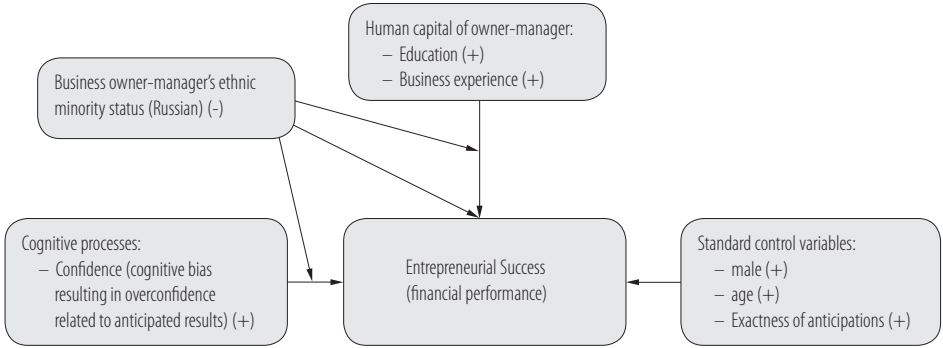 Human capital of owner-manager:
– Education (+)
– Business experience (+)
Business owner-manager's ethnic
minority status (Russian) (-)
Cognitive processes:
– Confidence (cognitive bias
resulting in overconfidence
related to anticipated results) (+)
Entrepreneurial Success
(financial performance)
Standard control variables:
– male (+)
– age (+)
– Exactness of anticipations (+)